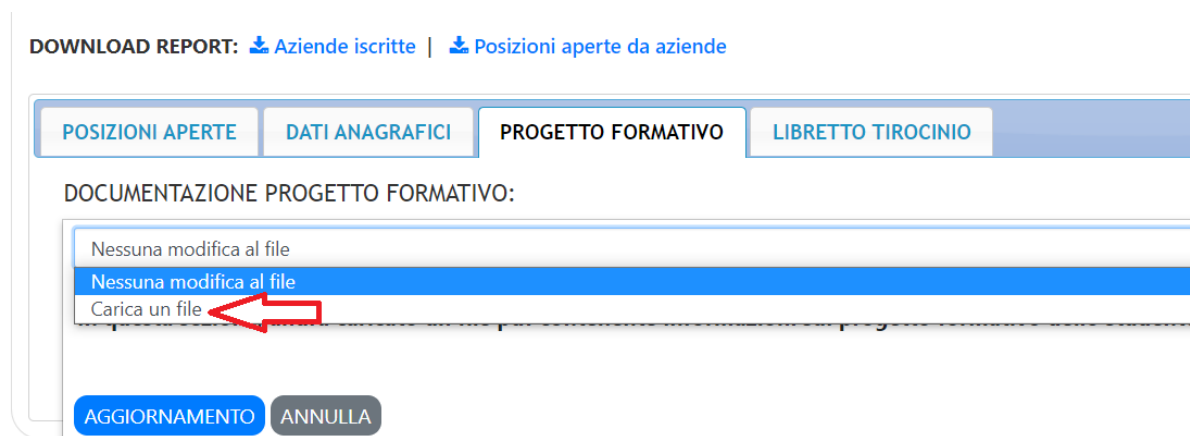 DOWNLOAD REPORT: Aziende iscritte | Posizioni aperte da aziende
POSIZIONI APERTE DATI ANAGRAFICI PROGETTO FORMATIVO LIBRETTO TIROCINIO
DOCUMENTAZIONE PROGETTO FORMATIVO:
Nessuna modifica al file
Nessuna modifica al file
Carica un file
AGGIORNAMENTO ANNULLA